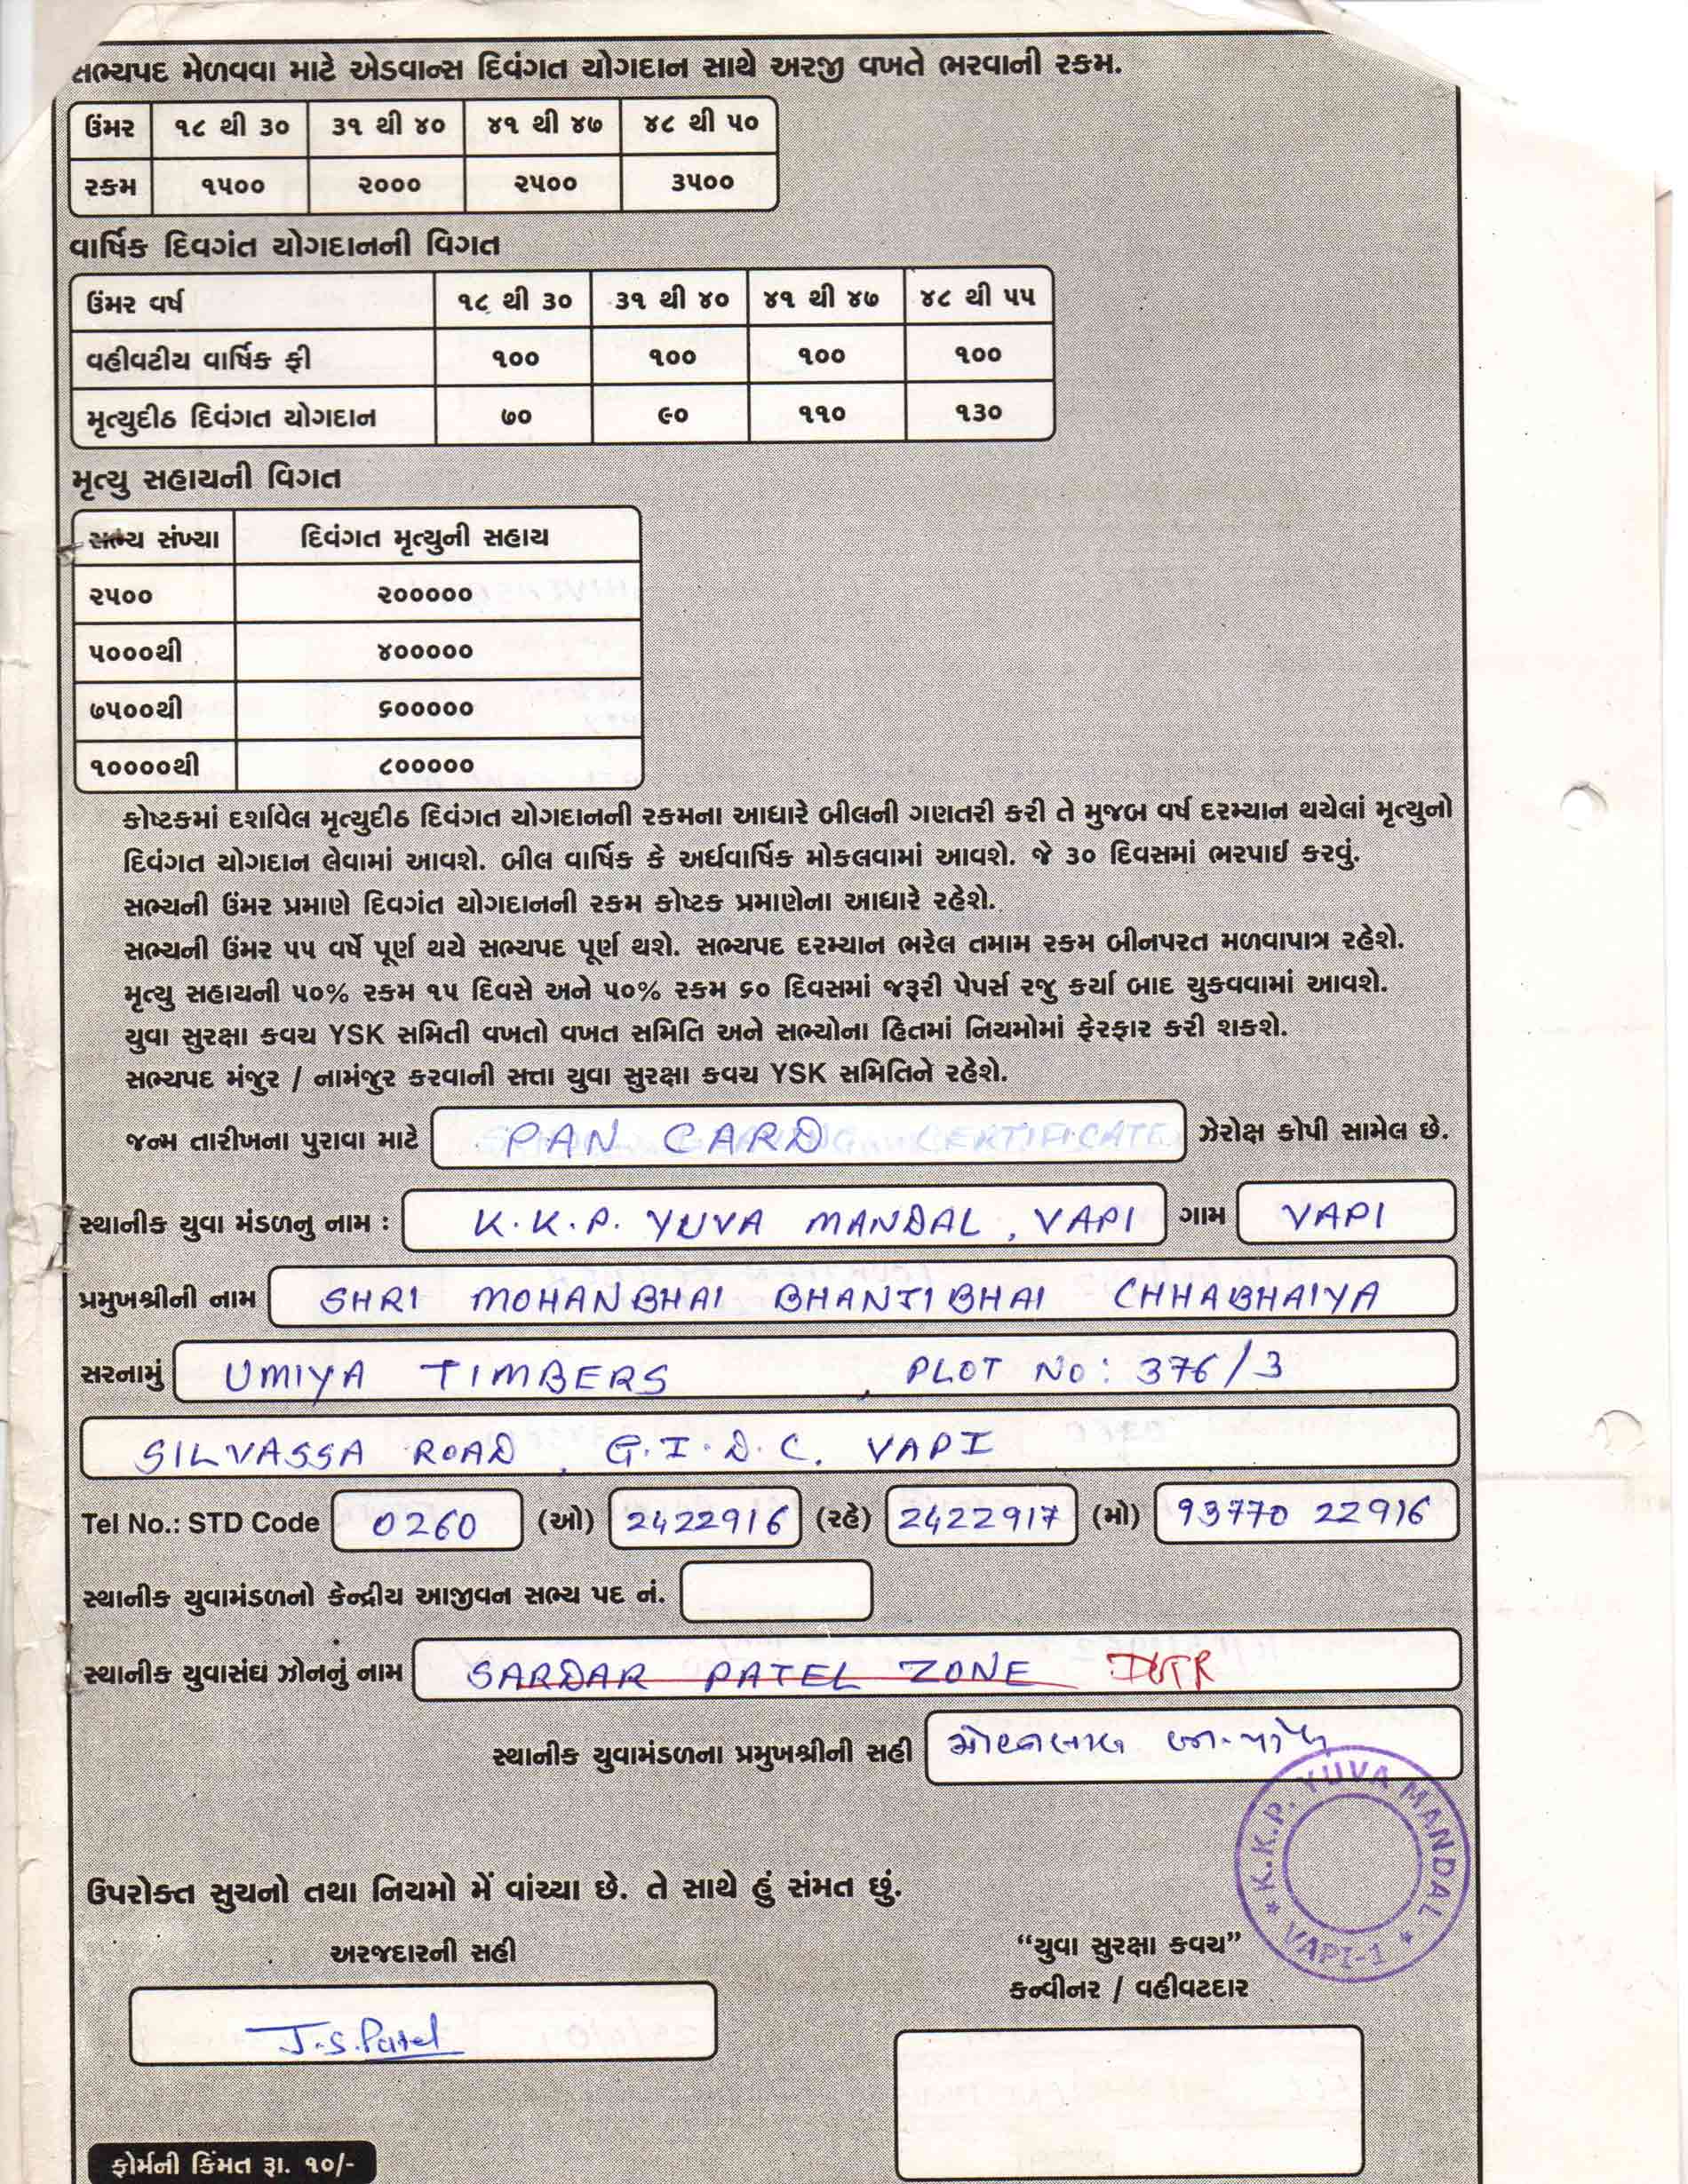 સભ્યપદ મેળવવા માટે એડવાન્સ દિવંગત યોગદાન સાથે અરજી વખતે ભરવાની રકમ.
ઉંમર ૧૮ થી ૩૦ ૩૧ થી ૪૦ ૪૧ થી ૪૭ ૪૮ થી ૫૦
રકમ ૧૫૦૦ ૨૦૦૦ ૨૫૦૦ ૩૫૦૦
વાર્ષિક દિવગંત યોગદાનની વિગત
ઉંમર વર્ષ ૧૮ થી ૩૦ ૩૧ થી ૪૦ ૪૧ થી ૪૭ ૪૮ થી ૫૫
વહીવટીય વાર્ષિક ફી ૧૦૦ ૧૦૦ ૧૦૦ ૧૦૦
મૃત્યુદીઠ દિવંગત યોગદાન ૭૦ ૯૦ ૧૧૦ ૧૩૦
મૃત્યુ સહાયની વિગત
સભ્ય સંખ્યા દિવંગત મૃત્યુની સહાય
૨૫૦૦ ૨૦૦૦૦૦
૫૦૦૦થી ૪૦૦૦૦૦
૭૫૦૦થી ૬૦૦૦૦૦
૧૦૦૦૦થી ૮૦૦૦૦૦
કોષ્ટકમાં દર્શાવેલ મૃત્યુદીઠ દિવંગત યોગદાનની રકમના આધારે બીલની ગણતરી કરી તે મુજબ વર્ષ દરમ્યાન થયેલાં મૃત્યુનો
દિવંગત યોગદાન લેવામાં આવશે. બીલ વાર્ષિક કે અર્ધવાર્ષિક મોકલવામાં આવશે. જે ૩૦ દિવસમાં ભરપાઈ કરવું.
સભ્યની ઉંમર પ્રમાણે દિવગંત યોગદાનની રકમ કોષ્ટક પ્રમાણેના આધારે રહેશે.
સભ્યની ઉંમર ૫૫ વર્ષે પૂર્ણ થયે સભ્યપદ પૂર્ણ થશે. સભ્યપદ દરમ્યાન ભરેલ તમામ રકમ બીનપરત મળવાપાત્ર રહેશે.
મૃત્યુ સહાયની ૫૦% રકમ ૧૫ દિવસે અને ૫૦% રકમ ૬૦ દિવસમાં જરૂરી પેપર્સ રજુ કર્યા બાદ ચુકવવામાં આવશે.
યુવા સુરક્ષા કવચ YSK સમિતી વખતો વખત સમિતિ અને સભ્યોના હિતમાં નિયમોમાં ફેરફાર કરી શકશે.
સભ્યપદ મંજુર / નામંજુર કરવાની સત્તા યુવા સુરક્ષા કવચ YSK સમિતિને રહેશે.
જન્મ તારીખના પુરાવા માટે PAN CARD CERTIFICATE ઝેરોક્ષ કોપી સામેલ છે.
સ્થાનીક યુવા મંડળનુ નામ : K.K.P. YUVA MANDAL, VAPI ગામ VAPI
પ્રમુખશ્રીની નામ SHRI MOHANBHAI BHANJIBHAI CHHABHAIYA
સરનામું UMIYA TIMBERS, PLOT NO: 376/3
SILVASSA ROAD, G.I.D.C. VAPI
Tel No.: STD Code 0260 (ઓ) 2422916 (રહે) 2422917 (મો) 93770 22916
સ્થાનીક યુવામંડળનો કેન્દ્રીય આજીવન સભ્ય પદ નં.
સ્થાનીક યુવાસંઘ ઝોનનું નામ SARDAR PATEL ZONE
સ્થાનીક યુવામંડળના પ્રમુખશ્રીની સહી
K.K.P. YUVA MANDAL * VAPI-1 *
ઉપરોક્ત સુચનો તથા નિયમો મેં વાંચ્યા છે. તે સાથે હું સંમત છું.
અરજદારની સહી
J.S.Patel
“યુવા સુરક્ષા કવચ”
કન્વીનર / વહીવટદાર
ફોર્મની કિંમત રૂા. ૧૦/-